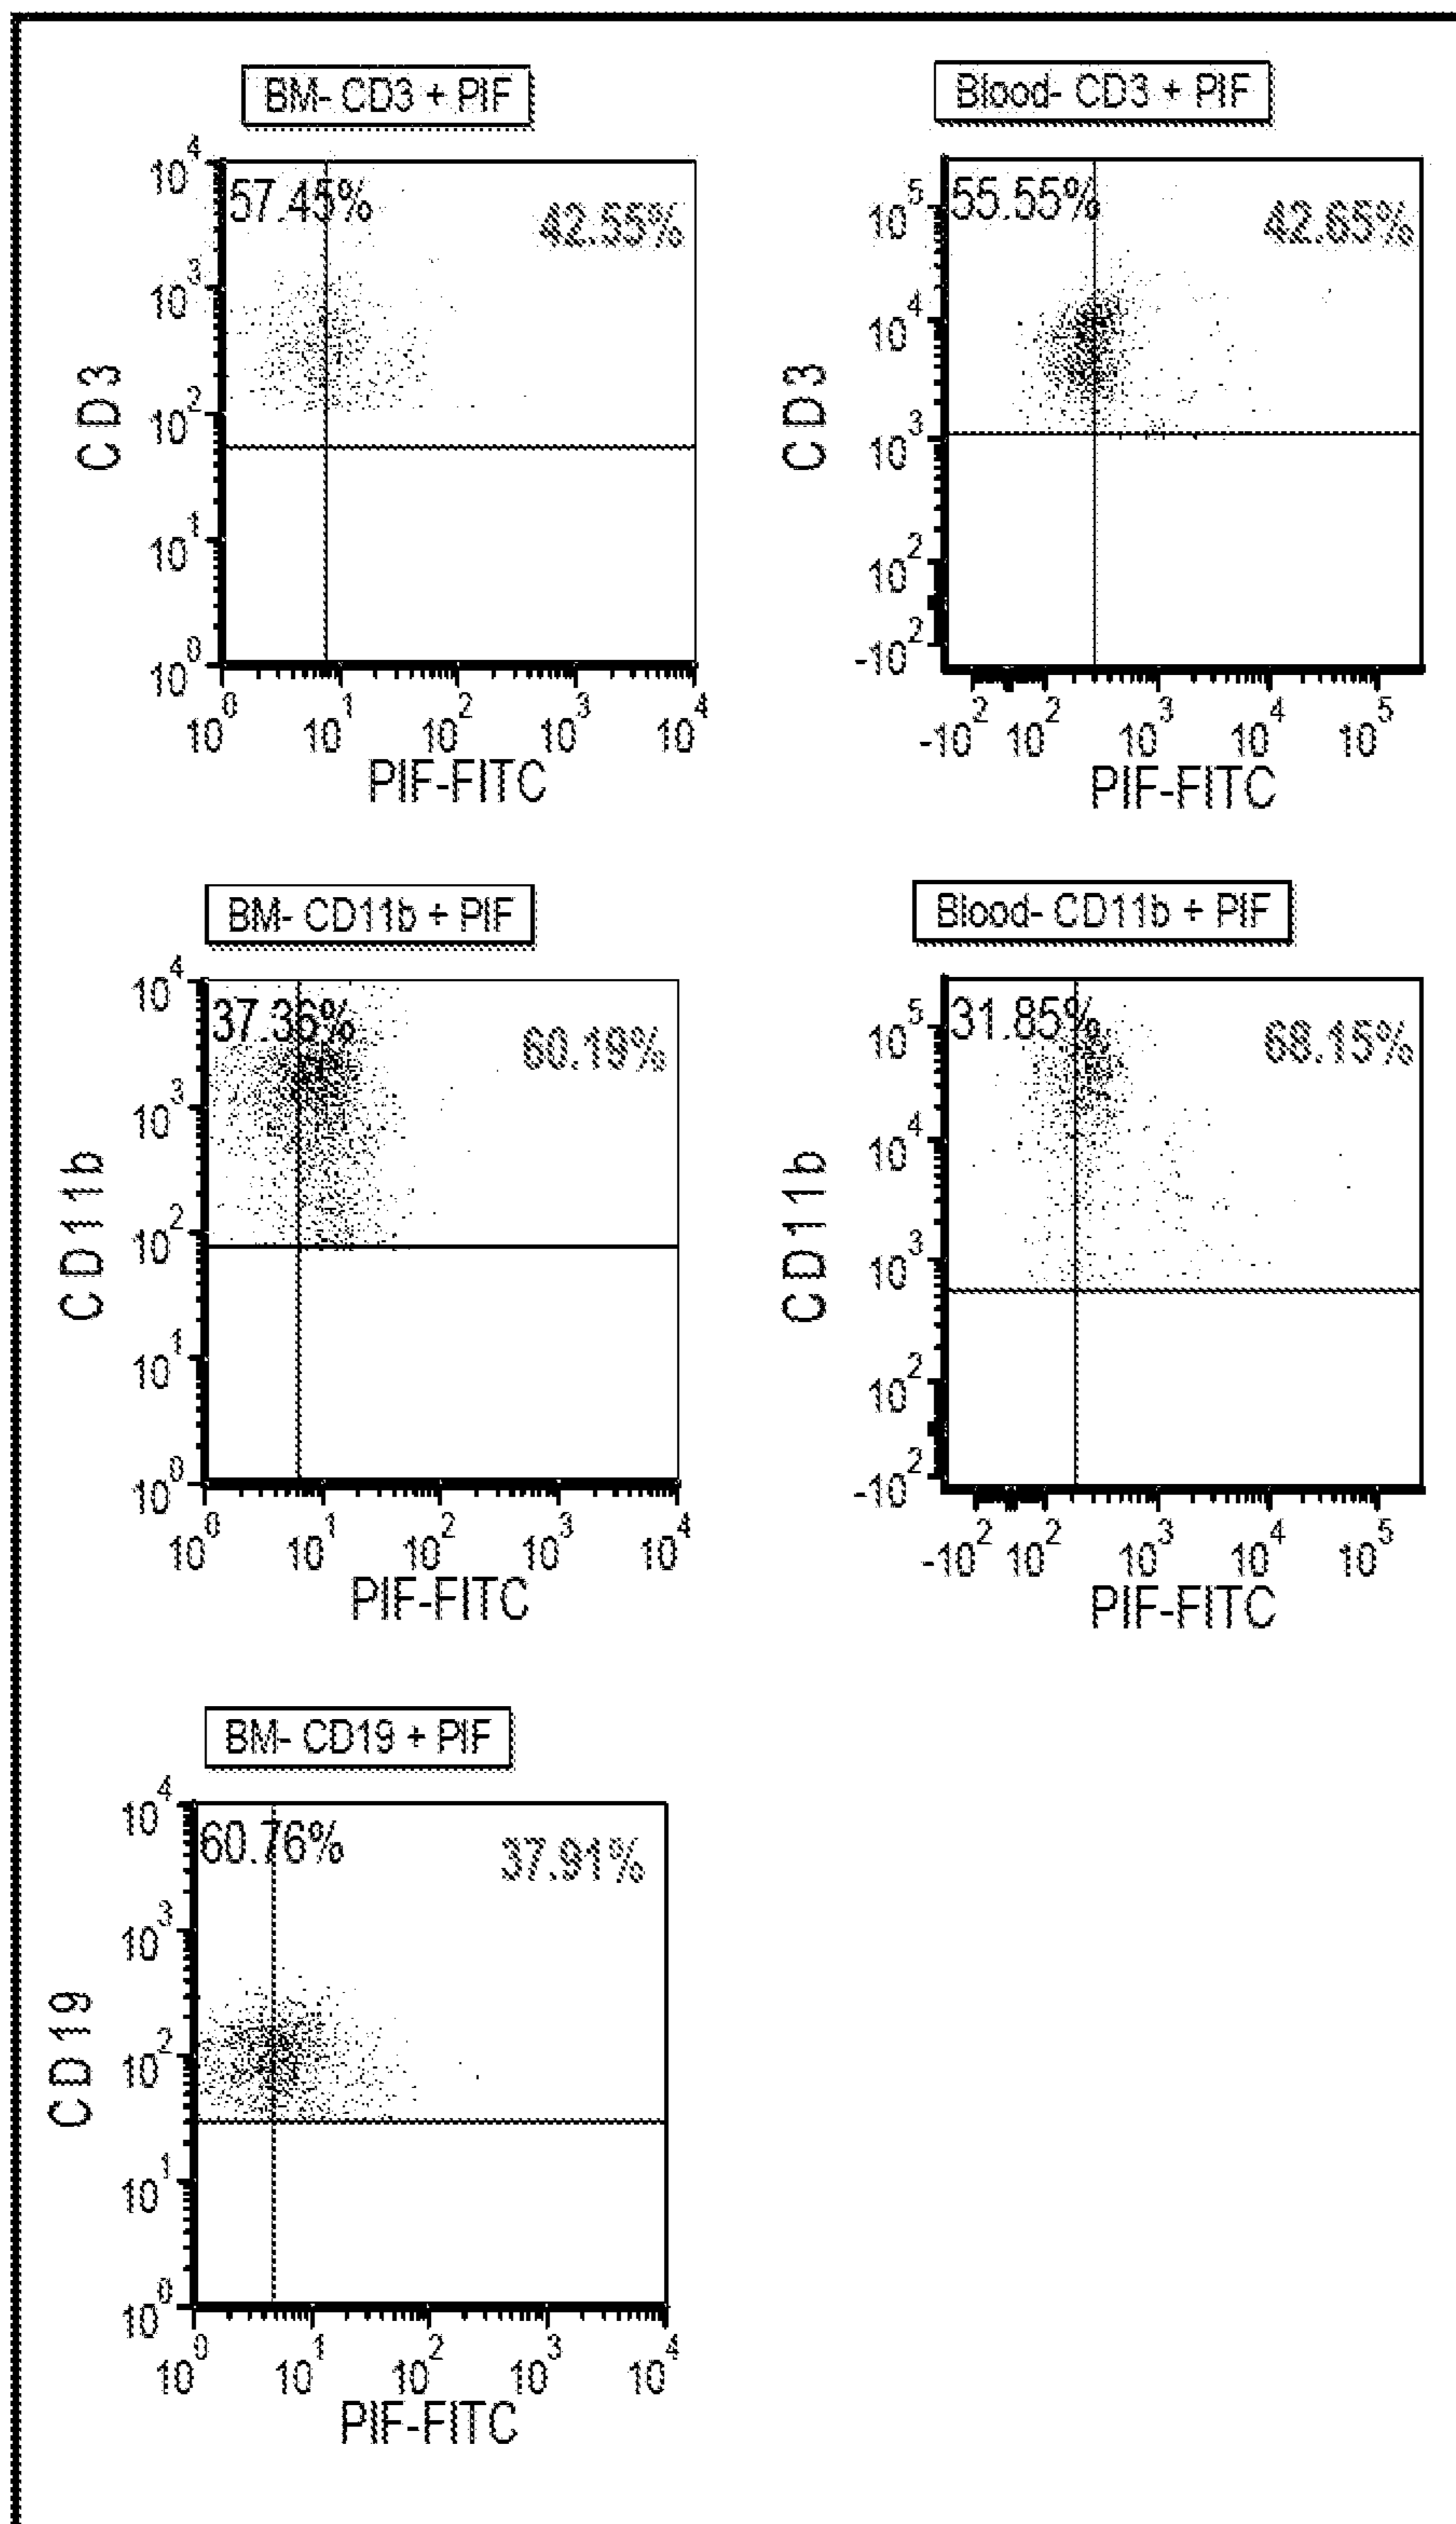 BM- CD3 + PIF
Blood- CD3 + PIF
57.45%
42.55%
CD3
10^4
10^3
10^2
10^1
10^0
10^0 10^1 10^2 10^3 10^4
PIF-FITC
55.55%
42.65%
CD3
10^5
10^4
10^3
10^2
-10^2
-10^2 10^2 10^3 10^4 10^5
PIF-FITC
BM- CD11b + PIF
Blood- CD11b + PIF
37.36%
60.19%
CD11b
10^4
10^3
10^2
10^1
10^0
10^0 10^1 10^2 10^3 10^4
PIF-FITC
31.85%
68.15%
CD11b
10^5
10^4
10^3
10^2
-10^2
-10^2 10^2 10^3 10^4 10^5
PIF-FITC
BM- CD19 + PIF
60.76%
37.91%
CD19
10^4
10^3
10^2
10^1
10^0
10^0 10^1 10^2 10^3 10^4
PIF-FITC